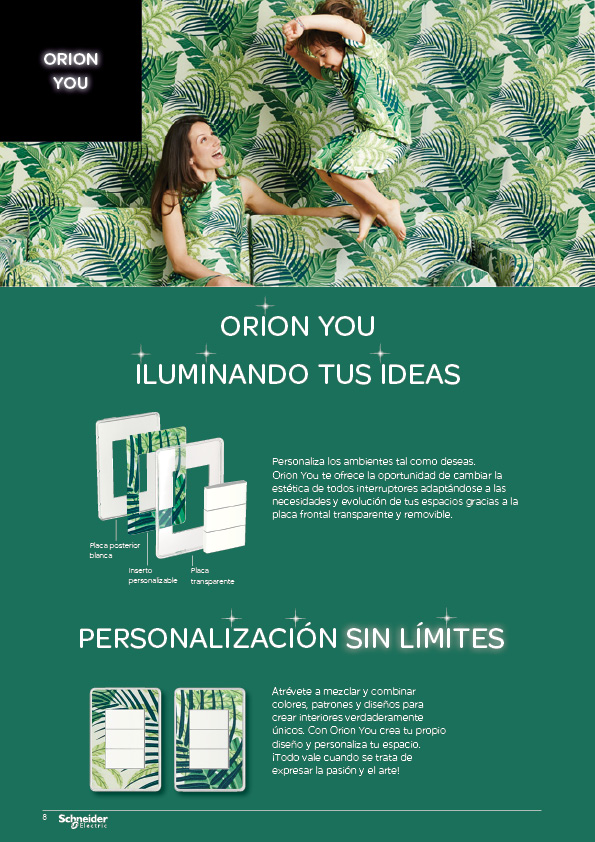 ORION
YOU
ORION YOU
ILUMINANDO TUS IDEAS
Personaliza los ambientes tal como deseas.
Orion You te ofrece la oportunidad de cambiar la
estética de todos interruptores adaptándose a las
necesidades y evolución de tus espacios gracias a la
placa frontal transparente y removible.
Placa posterior
blanca
Inserto
personalizable
Placa
transparente
PERSONALIZACIÓN SIN LÍMITES
Atrévete a mezclar y combinar
colores, patrones y diseños para
crear interiores verdaderamente
únicos. Con Orion You crea tu propio
diseño y personaliza tu espacio.
¡Todo vale cuando se trata de
expresar la pasión y el arte!
8
Schneider
Electric